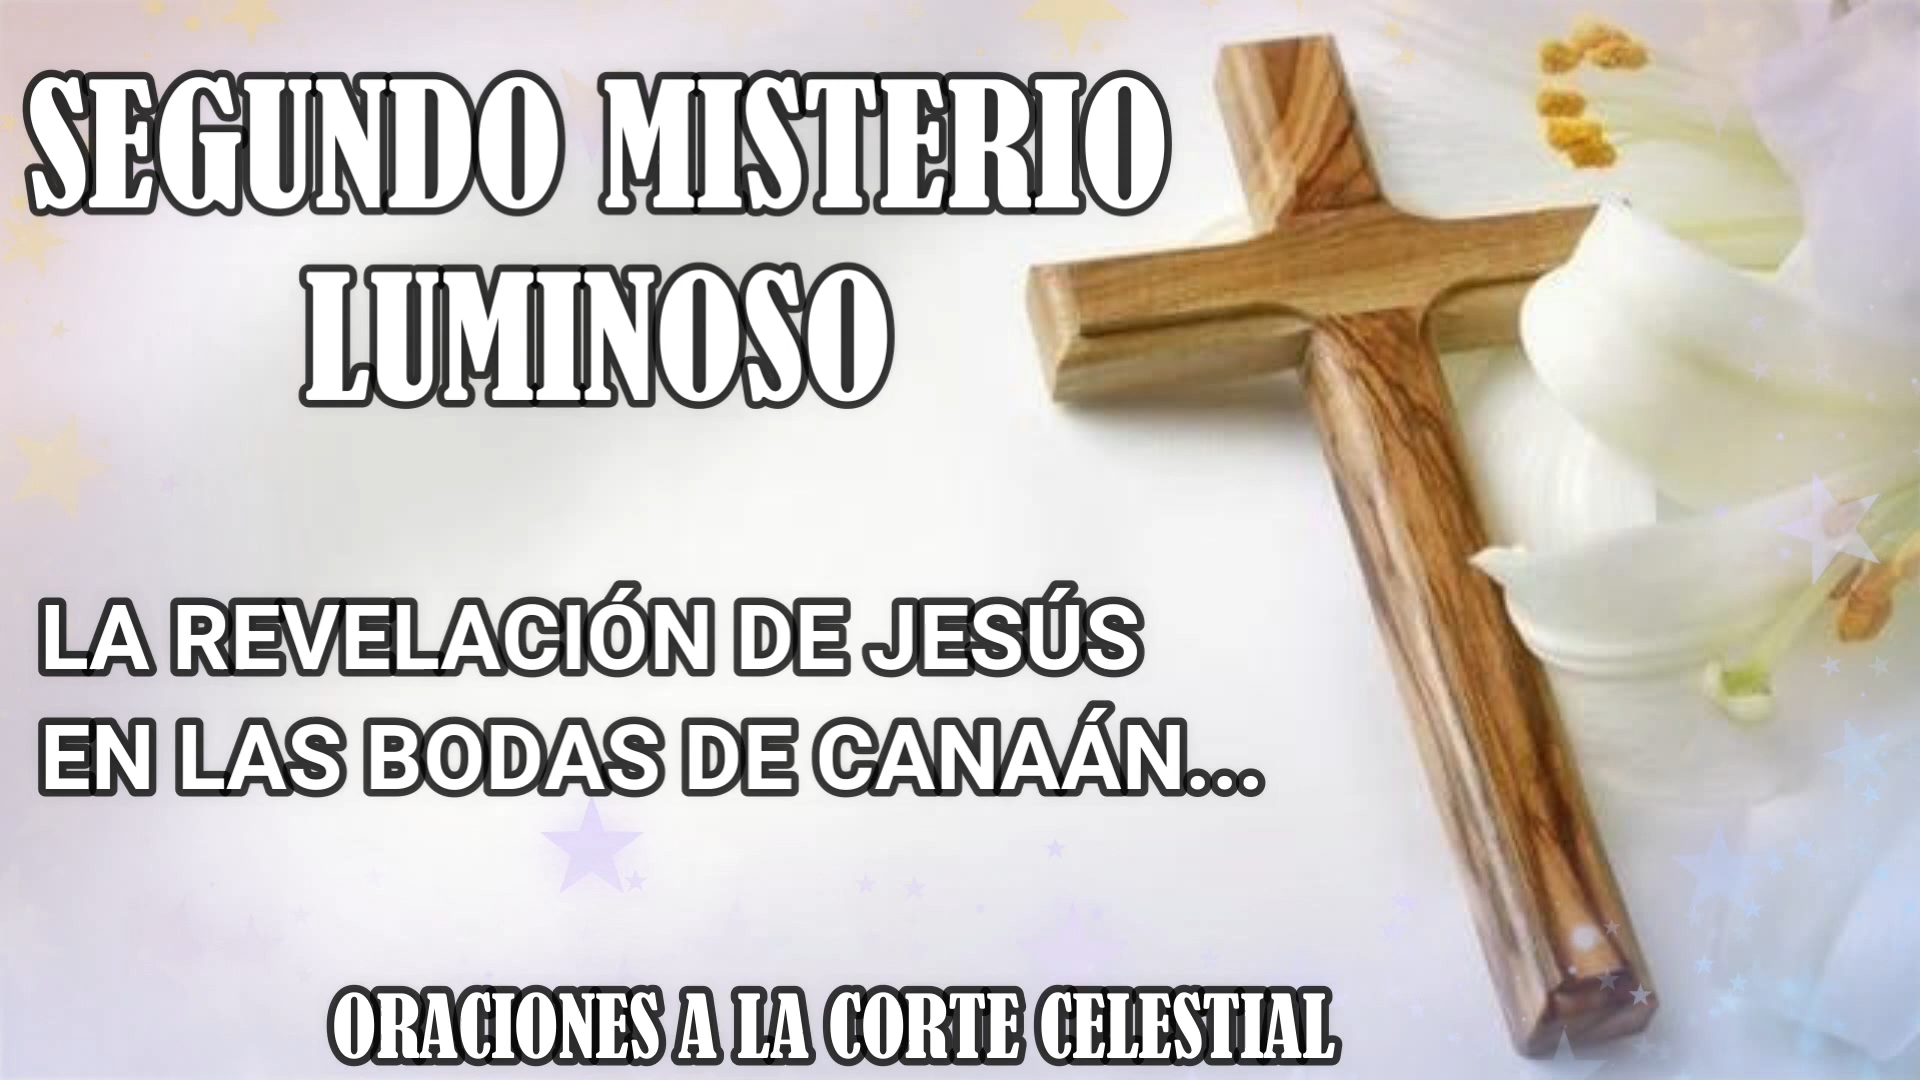 SEGUNDO MISTERIO
LUMINOSO
LA REVELACIÓN DE JESÚS
EN LAS BODAS DE CANAÁN...
ORACIONES A LA CORTE CELESTIAL